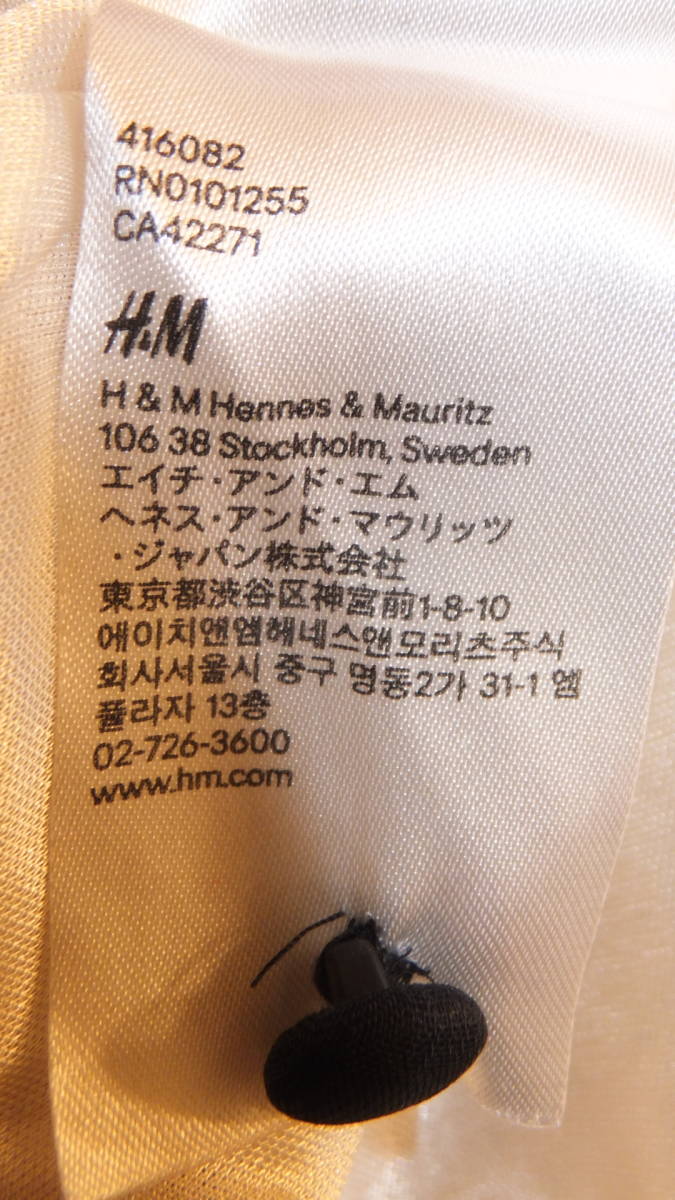 416082
RN0101255
CA42271
H&M
H & M Hennes & Mauritz
106 38 Stockholm, Sweden
エイチ・アンド・エム
ヘネス・アンド・マウリッツ
・ジャパン株式会社
東京都渋谷区神宮前1-8-10
에이치앤엠헤네스앤모리츠주식
회사서울시 중구 명동2가 31-1 엠
플라자 13층
02-726-3600
www.hm.com